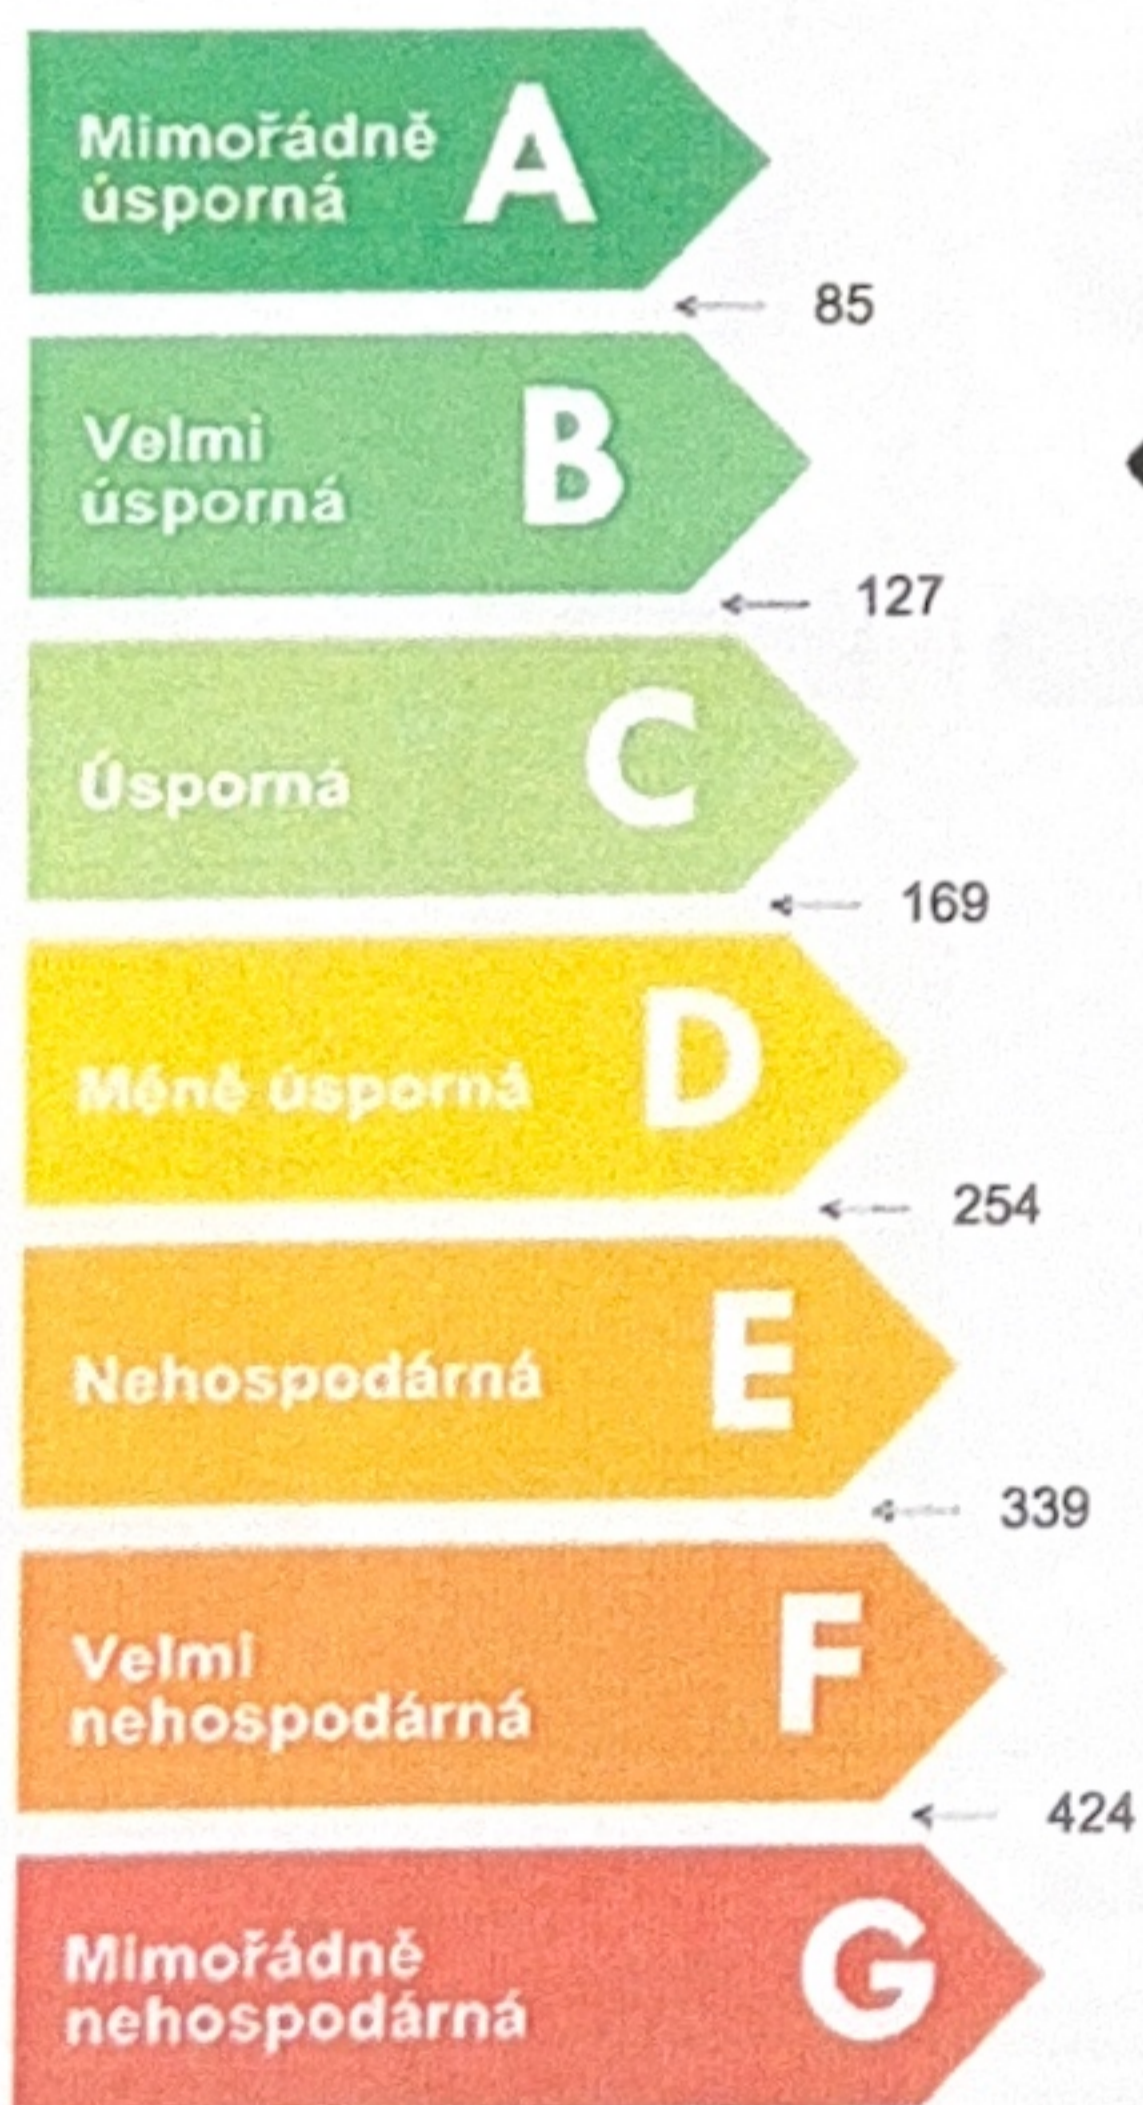 Mimořádně
úsporná
A
85
Velmi
úsporná
B
127
Úsporná
C
169
Méně úsporná
D
254
Nehospodárná
E
339
Velmi
nehospodárná
F
424
Mimořádně
nehospodárná
G